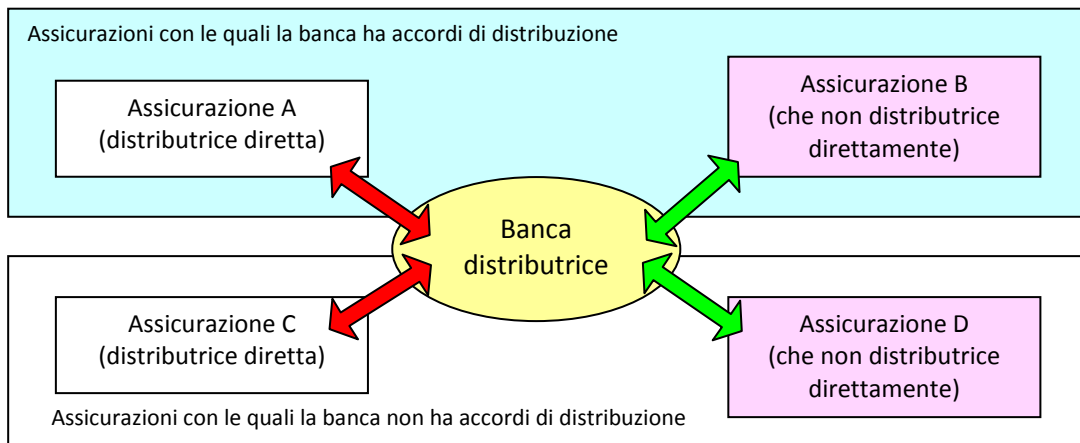 Assicurazioni con le quali la banca ha accordi di distribuzione
Assicurazione A
(distributrice diretta)
Assicurazione B
(che non distributrice
direttamente)
Banca
distributrice
Assicurazione C
(distributrice diretta)
Assicurazione D
(che non distributrice
direttamente)
Assicurazioni con le quali la banca non ha accordi di distribuzione